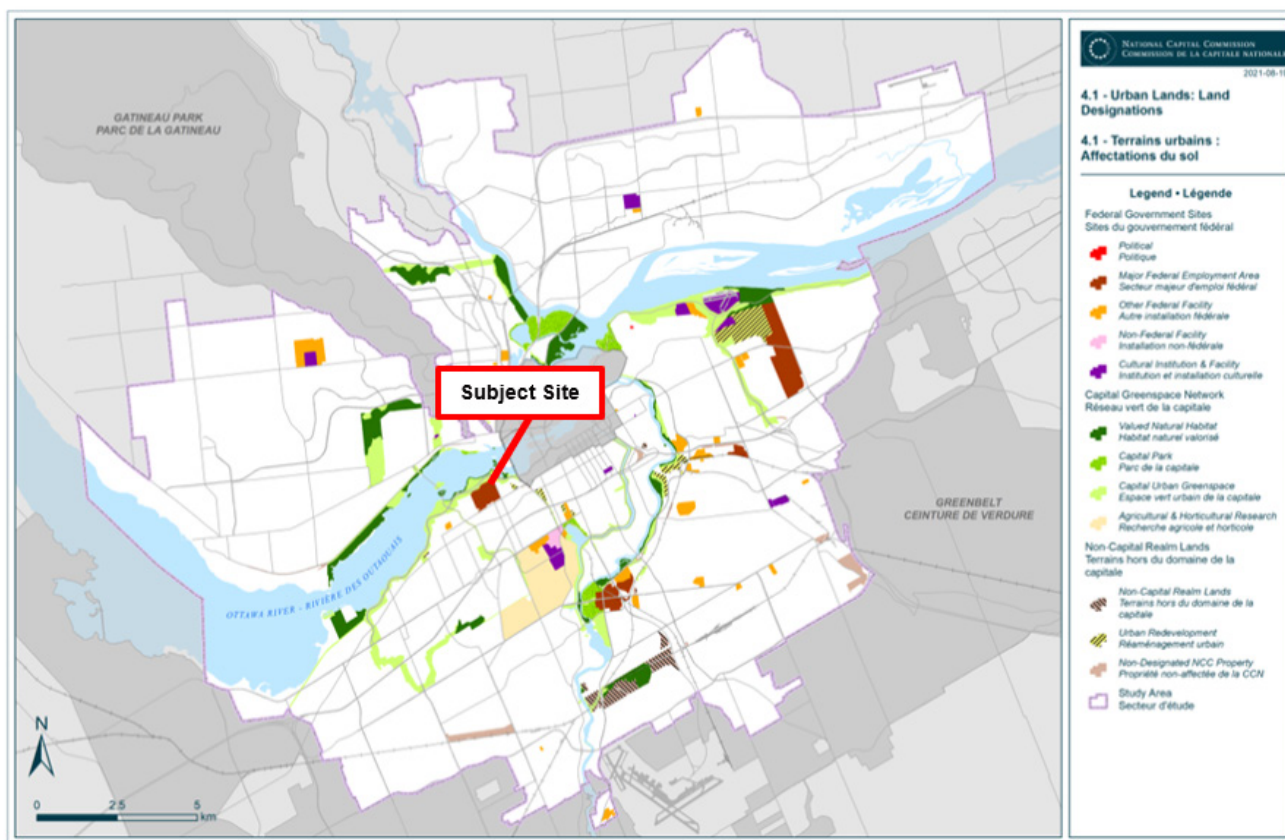 GATINEAU PARK
PARC DE LA GATINEAU
Subject Site
GREENBELT
CEINTURE DE VERDURE
OTTAWA RIVER - RIVIÈRE DES OUTAOUAIS
N
0 2.5 5
km
NATIONAL CAPITAL COMMISSION
COMMISSION DE LA CAPITALE NATIONALE
4.1 - Urban Lands: Land
Designations
4.1 - Terrains urbains :
Affectations du sol
Legend • Légende
Federal Government Sites
Sites du gouvernement fédéral
Political
Politique
Major Federal Employment Area
Secteur majeur d'emploi fédéral
Other Federal Facility
Autre installation fédérale
Non-Federal Facility
Installation non-fédérale
Cultural Institution & Facility
Institution et installation culturelle
Capital Greenspace Network
Réseau vert de la capitale
Valued Natural Habitat
Habitat naturel valorisé
Capital Park
Parc de la capitale
Capital Urban Greenspace
Espace vert urbain de la capitale
Agricultural & Horticultural Research
Recherche agricole et horticole
Non-Capital Realm Lands
Terrains hors du domaine de la
capitale
Non-Capital Realm Lands
Terrains hors du domaine de la
capitale
Urban Redevelopment
Réaménagement urbain
Non-Designated NCC Property
Propriété non-affectée de la CCN
Study Area
Secteur d'étude